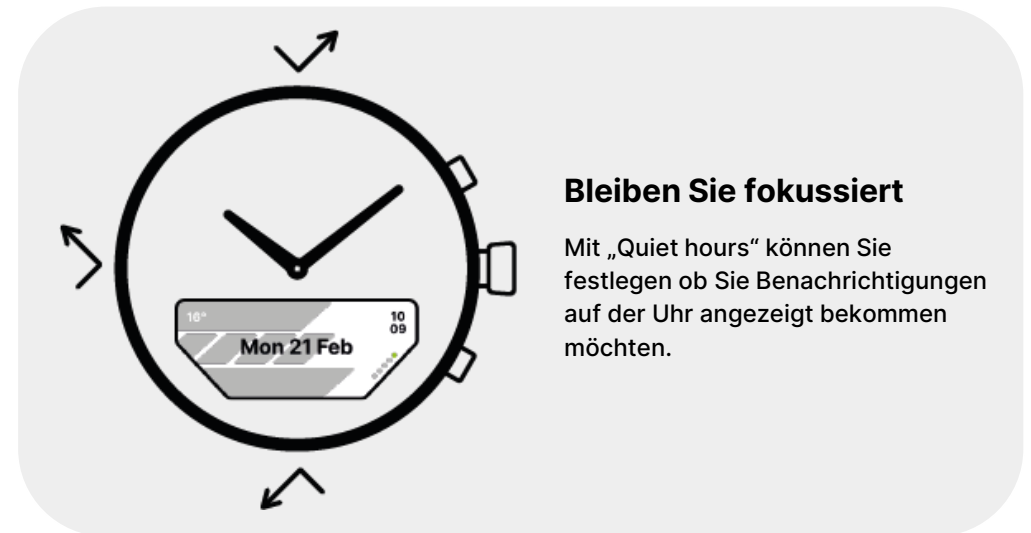 16°
10
09
Mon 21 Feb
Bleiben Sie fokussiert
Mit „Quiet hours“ können Sie
festlegen ob Sie Benachrichtigungen
auf der Uhr angezeigt bekommen
möchten.